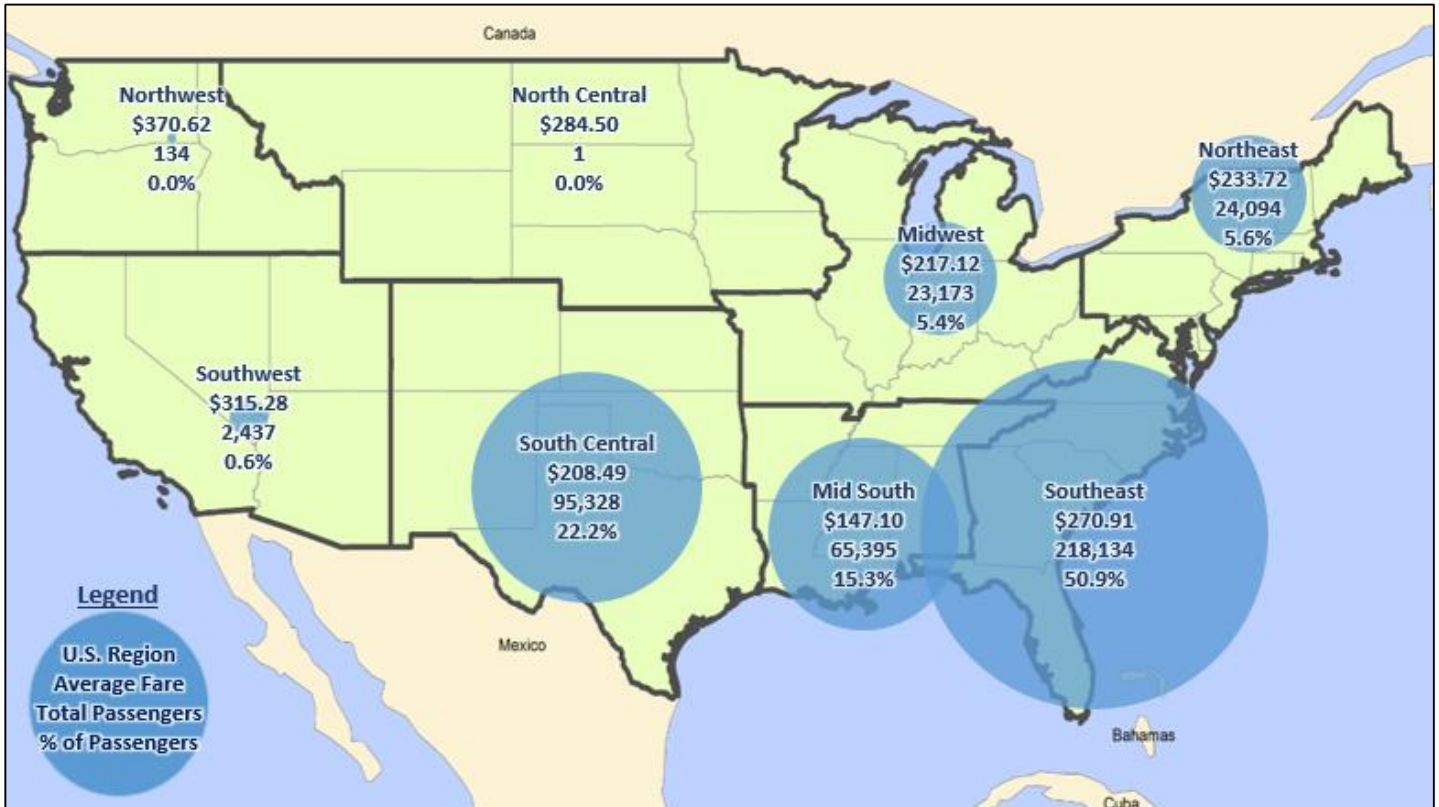 Canada
Northwest
$370.62
134
0.0%
North Central
$284.50
1
0.0%
Northeast
$233.72
24,094
5.6%
Midwest
$217.12
23,173
5.4%
Southwest
$315.28
2,437
0.6%
South Central
$208.49
95,328
22.2%
Mid South
$147.10
65,395
15.3%
Southeast
$270.91
218,134
50.9%
Legend
U.S. Region
Average Fare
Total Passengers
% of Passengers
Mexico
Bahamas
Cuba